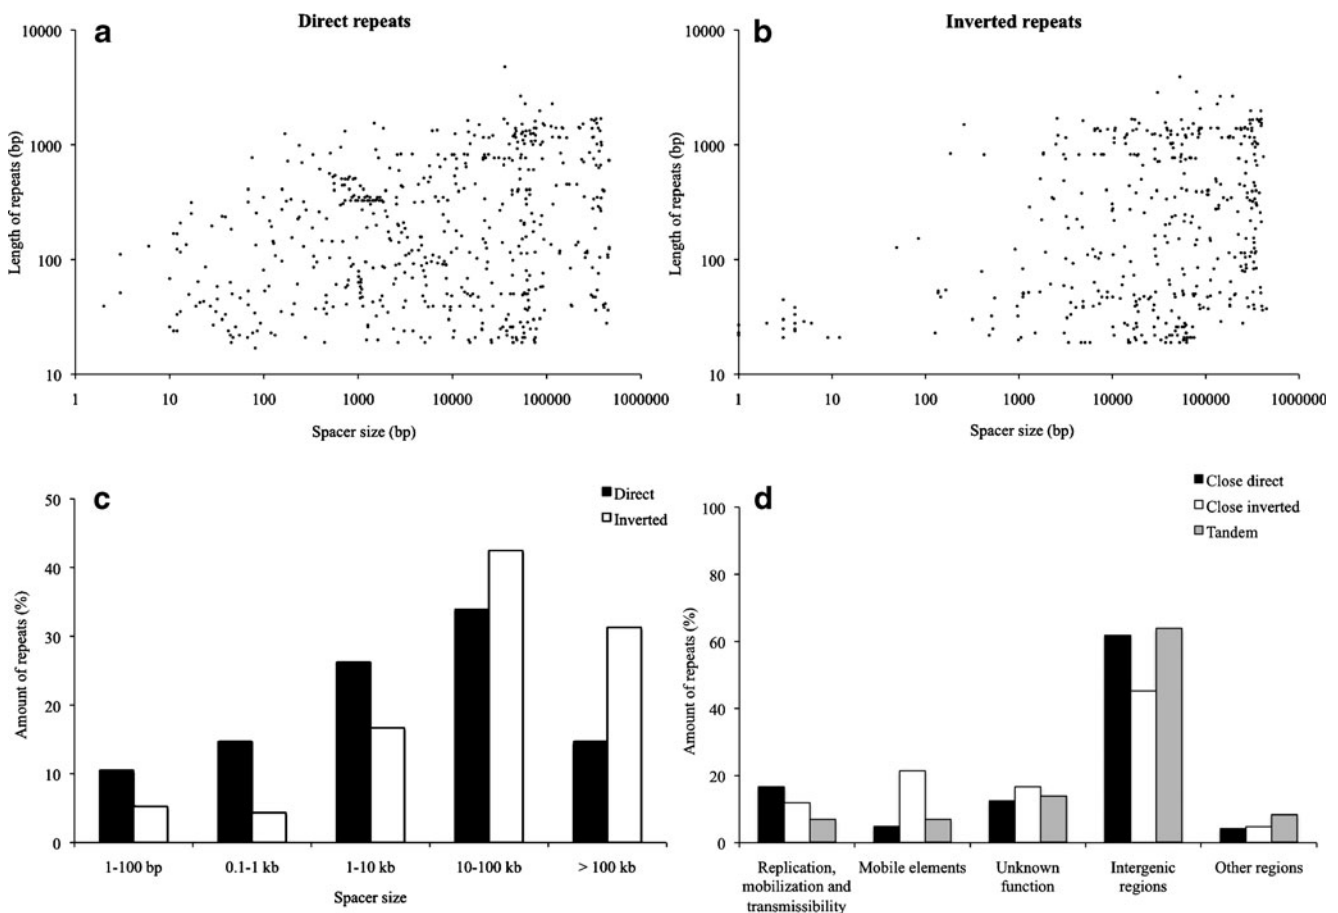 a
Direct repeats
10000
1000
100
10
Length of repeats (bp)
1
10
100
1000
10000
100000
1000000
Spacer size (bp)
b
Inverted repeats
10000
1000
100
10
Length of repeats (bp)
1
10
100
1000
10000
100000
1000000
Spacer size (bp)
c
Direct
Inverted
50
40
30
20
10
0
Amount of repeats (%)
1-100 bp
0.1-1 kb
1-10 kb
10-100 kb
> 100 kb
Spacer size
d
Close direct
Close inverted
Tandem
100
80
60
40
20
0
Amount of repeats (%)
Replication,
mobilization and
transmissibility
Mobile elements
Unknown
function
Intergenic
regions
Other regions